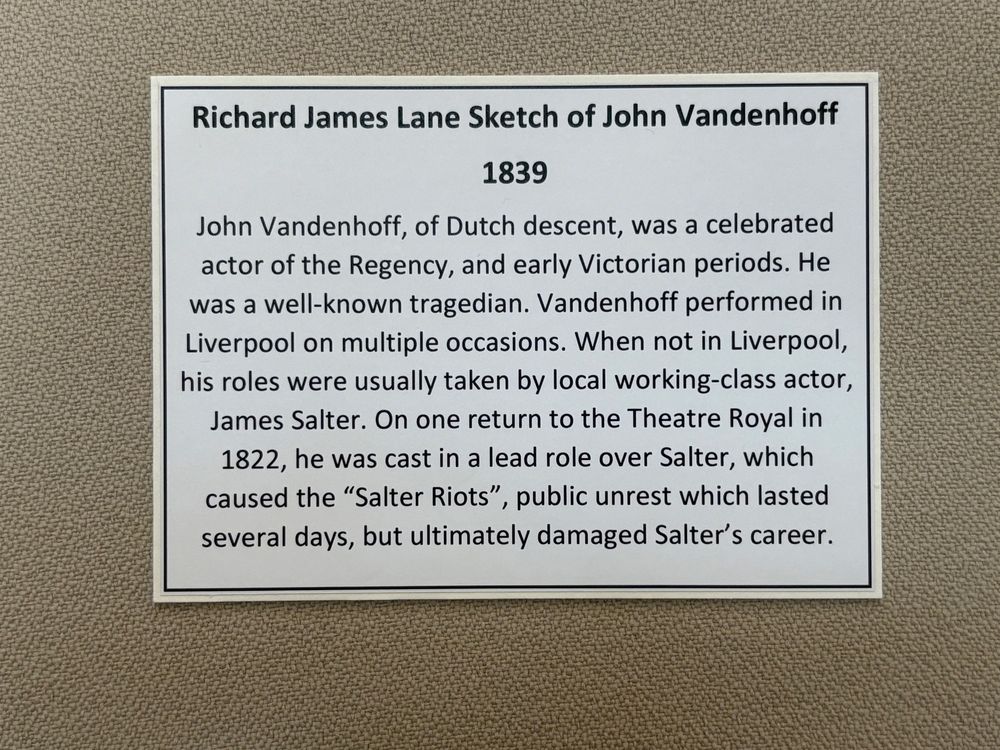 Richard James Lane Sketch of John Vandenhoff
1839
John Vandenhoff, of Dutch descent, was a celebrated
actor of the Regency, and early Victorian periods. He
was a well-known tragedian. Vandenhoff performed in
Liverpool on multiple occasions. When not in Liverpool,
his roles were usually taken by local working-class actor,
James Salter. On one return to the Theatre Royal in
1822, he was cast in a lead role over Salter, which
caused the “Salter Riots”, public unrest which lasted
several days, but ultimately damaged Salter’s career.